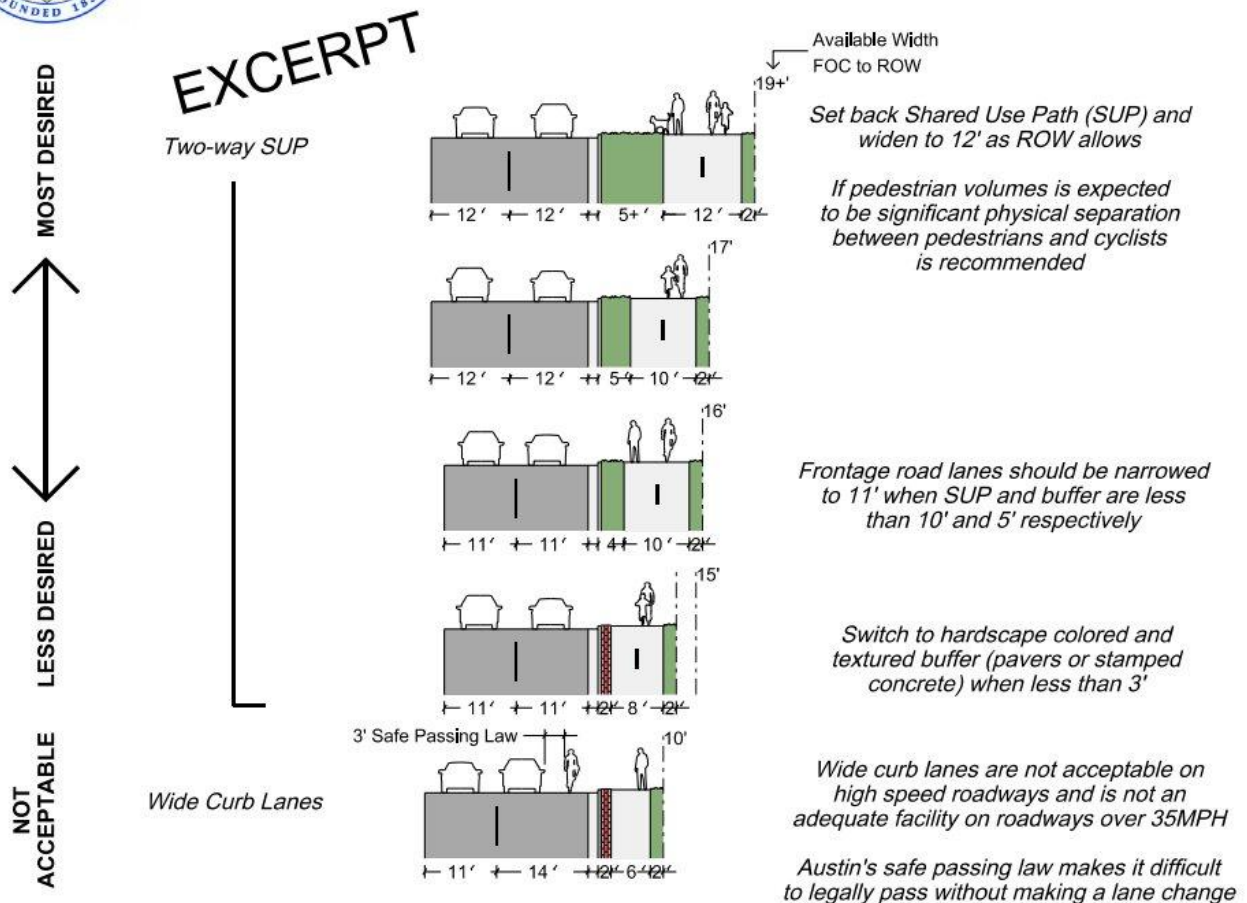 OUNDED 18
EXCERPT
Available Width
FOC to ROW
MOST DESIRED
LESS DESIRED
NOT
ACCEPTABLE
Two-way SUP
19+'
12' 12' 5+' 12' 2'
Set back Shared Use Path (SUP) and
widen to 12' as ROW allows
If pedestrian volumes is expected
to be significant physical separation
between pedestrians and cyclists
is recommended
17'
12' 12' 5' 10' 2'
16'
11' 11' 4' 10' 2'
Frontage road lanes should be narrowed
to 11' when SUP and buffer are less
than 10' and 5' respectively
15'
11' 11' 2' 8' 2'
Switch to hardscape colored and
textured buffer (pavers or stamped
concrete) when less than 3'
3' Safe Passing Law
10'
Wide Curb Lanes
11' 14' 2' 6' 2'
Wide curb lanes are not acceptable on
high speed roadways and is not an
adequate facility on roadways over 35MPH
Austin's safe passing law makes it difficult
to legally pass without making a lane change